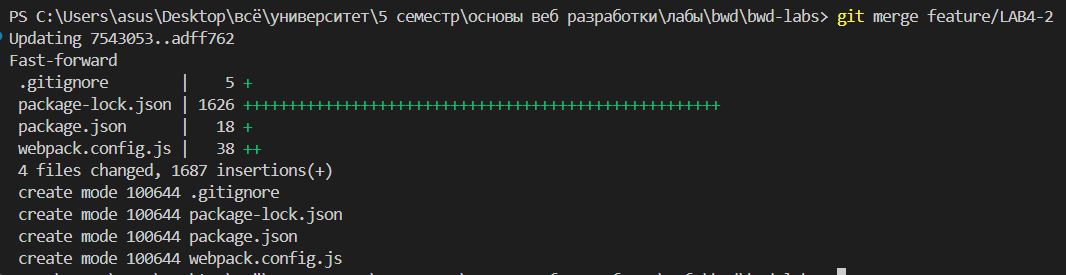 PS C:\Users\asus\Desktop\всё\университет\5 семестр\основы веб разработки\лабы\bwd\bwd-labs> git merge feature/LAB4-2
Updating 7543053..adff762
Fast-forward
.gitignore | 5 +
package-lock.json | 1626 ++++++++++++++++++++++++++++++++++++++++++++++++++++
package.json | 18 +
webpack.config.js | 38 ++
4 files changed, 1687 insertions(+)
create mode 100644 .gitignore
create mode 100644 package-lock.json
create mode 100644 package.json
create mode 100644 webpack.config.js